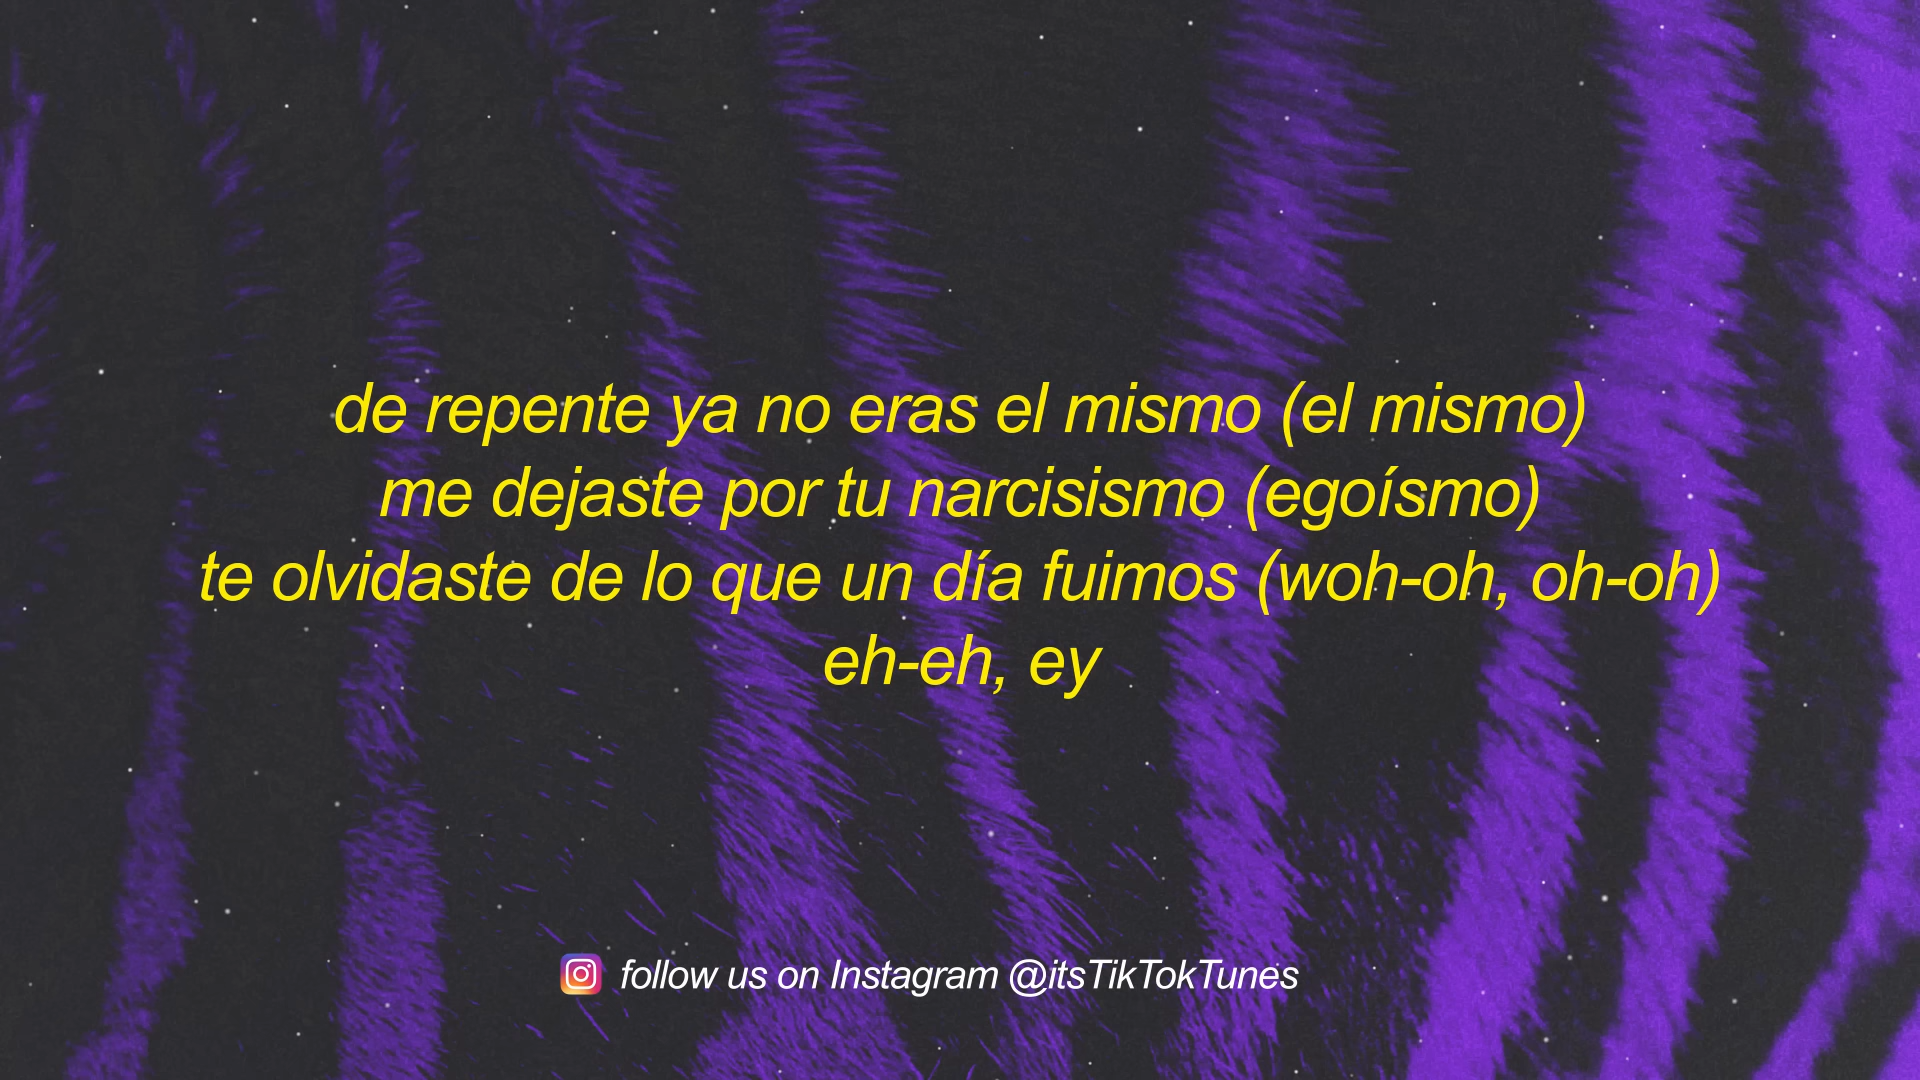 de repente ya no eras el mismo (el mismo)
me dejaste por tu narcisismo (egoísmo)
te olvidaste de lo que un día fuimos (woh-oh, oh-oh)
eh-eh, ey
follow us on Instagram @itsTikTokTunes